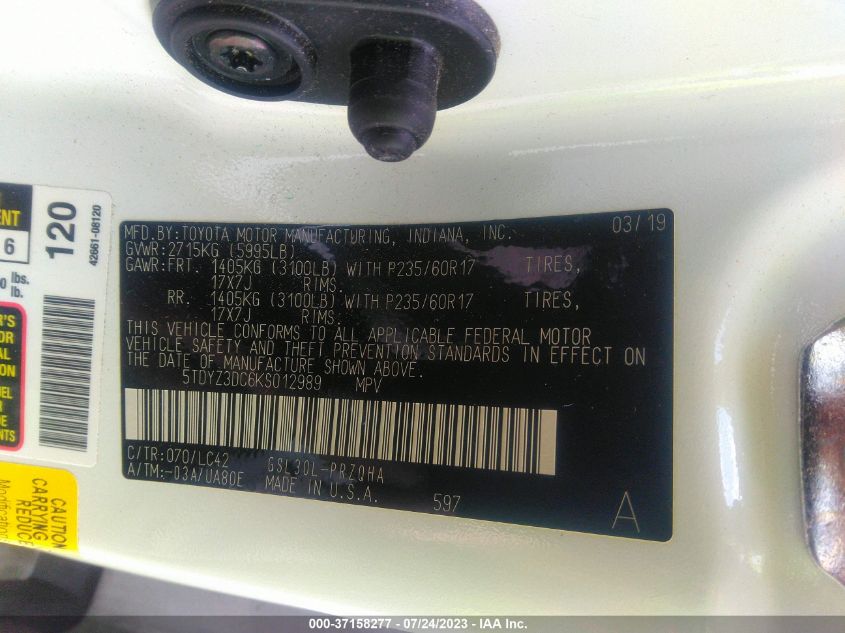 MFD.BY:TOYOTA MOTOR MANUFACTURING, INDIANA, INC. 03/19
GVWR:2715KG (5995LB)
GAWR:FRT. 1405KG (3100LB) WITH P235/60R17 TIRES,
17X7J RIMS.
RR. 1405KG (3100LB) WITH P235/60R17 TIRES,
17X7J RIMS.
THIS VEHICLE CONFORMS TO ALL APPLICABLE FEDERAL MOTOR
VEHICLE SAFETY AND THEFT PREVENTION STANDARDS IN EFFECT ON
THE DATE OF MANUFACTURE SHOWN ABOVE.
5TDYZ3DC6KS012989 MPV
C/TR:070/LC42 GSL30L-PRZQHA
A/TM:-03A/UA80E MADE IN U.S.A. 597
A
120
42661-08120
6
lbs.
CAUTION
CARRYING
REDUCE
000-37158277 - 07/24/2023 - © IAA Inc.